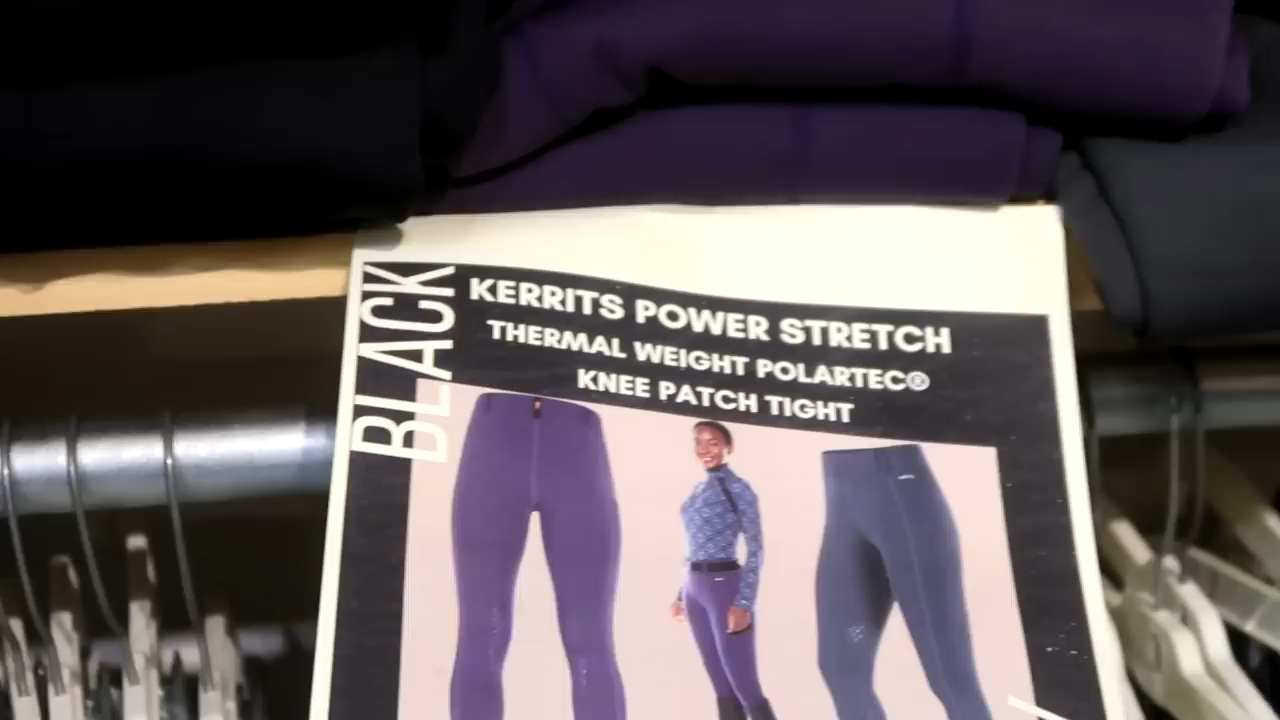 BLACK
KERRITS POWER STRETCH
THERMAL WEIGHT POLARTEC®
KNEE PATCH TIGHT